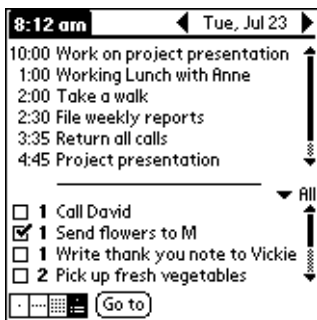 8:12 am Tue, Jul 23
10:00 Work on project presentation
1:00 Working Lunch with Anne
2:00 Take a walk
2:30 File weekly reports
3:35 Return all calls
4:45 Project presentation
All
1 Call David
1 Send flowers to M
1 Write thank you note to Vickie
2 Pick up fresh vegetables
Go to